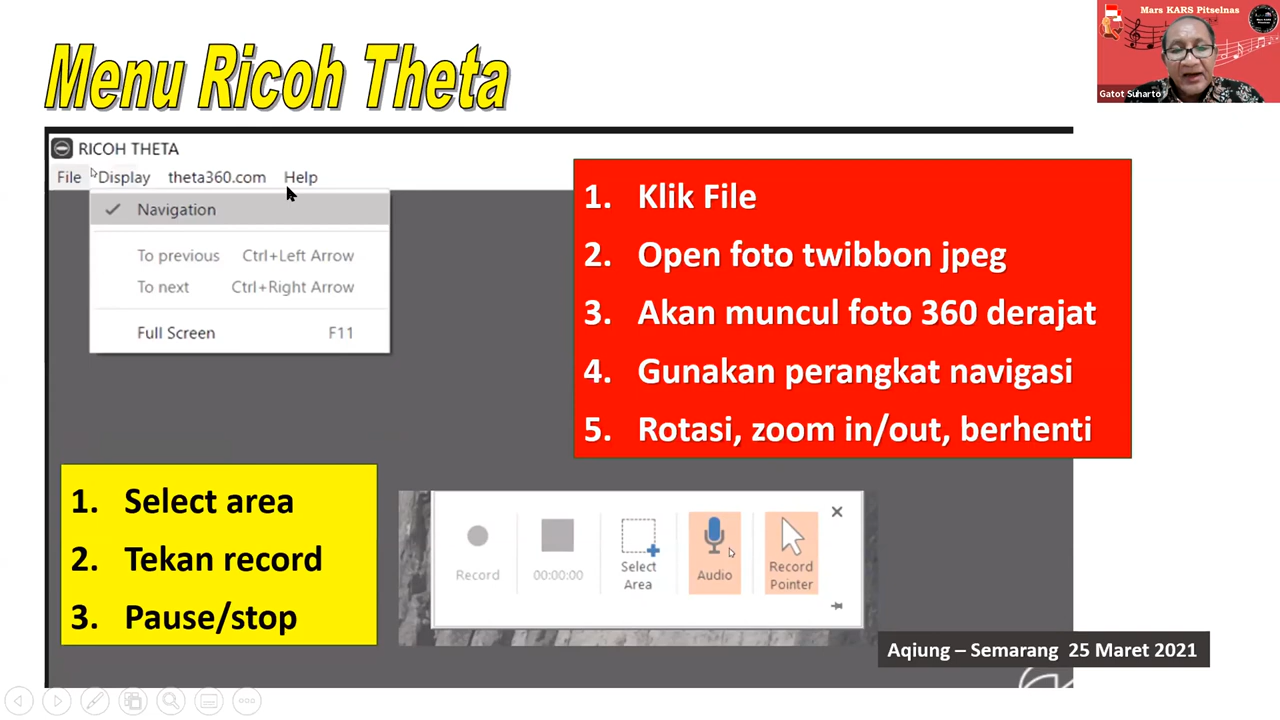 Mars KARS Pitselnas
Gatot Suharto
Menu Ricoh Theta
RICOH THETA
File Display theta360.com Help
Navigation
To previous Ctrl+Left Arrow
To next Ctrl+Right Arrow
Full Screen F11
1. Klik File
2. Open foto twibbon jpeg
3. Akan muncul foto 360 derajat
4. Gunakan perangkat navigasi
5. Rotasi, zoom in/out, berhenti
1. Select area
2. Tekan record
3. Pause/stop
Record
00:00:00
Select
Area
Audio
Record
Pointer
Aqiung – Semarang 25 Maret 2021